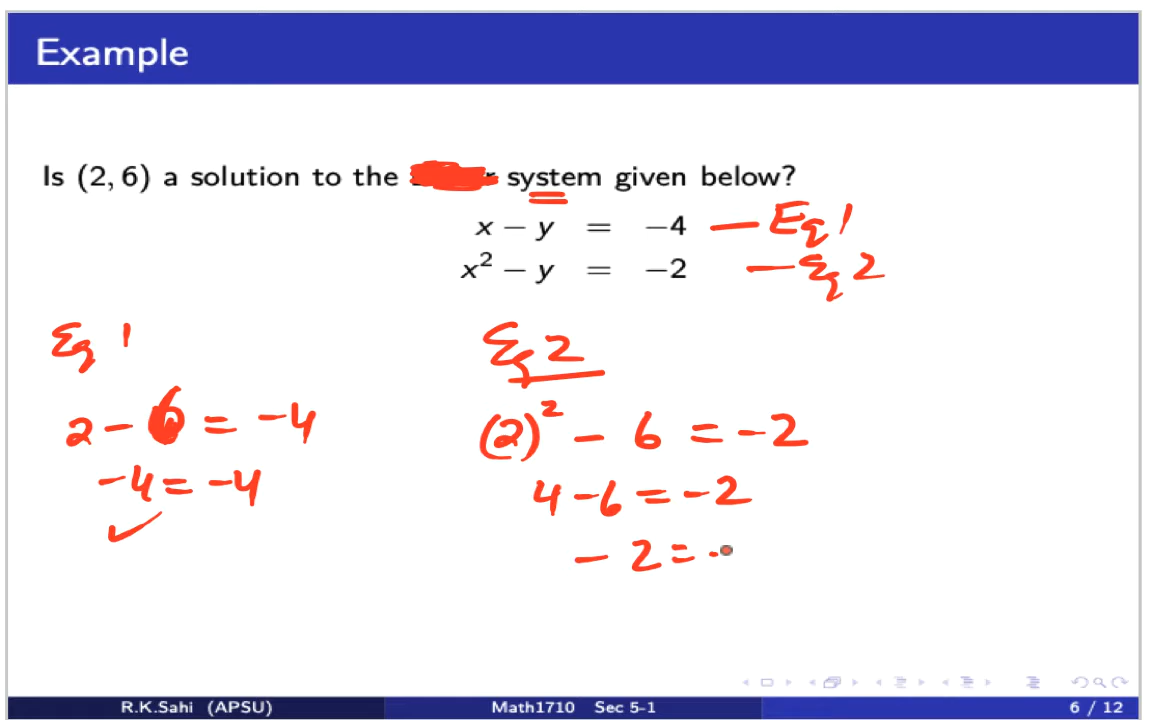 Example
Is (2, 6) a solution to the system given below?
x − y = −4 — Eq 1
x² − y = −2 — Eq 2
Eq 1
2 − 6 = −4
−4 = −4
✓
Eq 2
(2)² − 6 = −2
4 − 6 = −2
− 2 = -
R.K.Sahi (APSU) Math1710 Sec 5-1 6 / 12